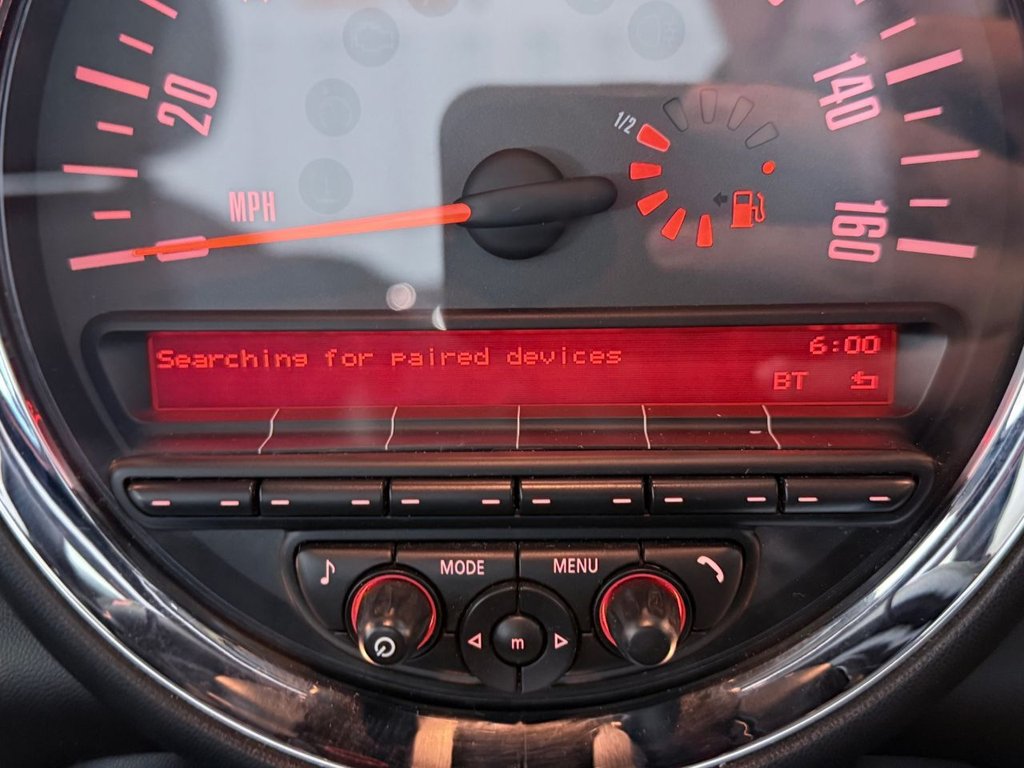 20
140
1/2
MPH
160
Searching for paired devices
6:00
BT
MODE
MENU
m